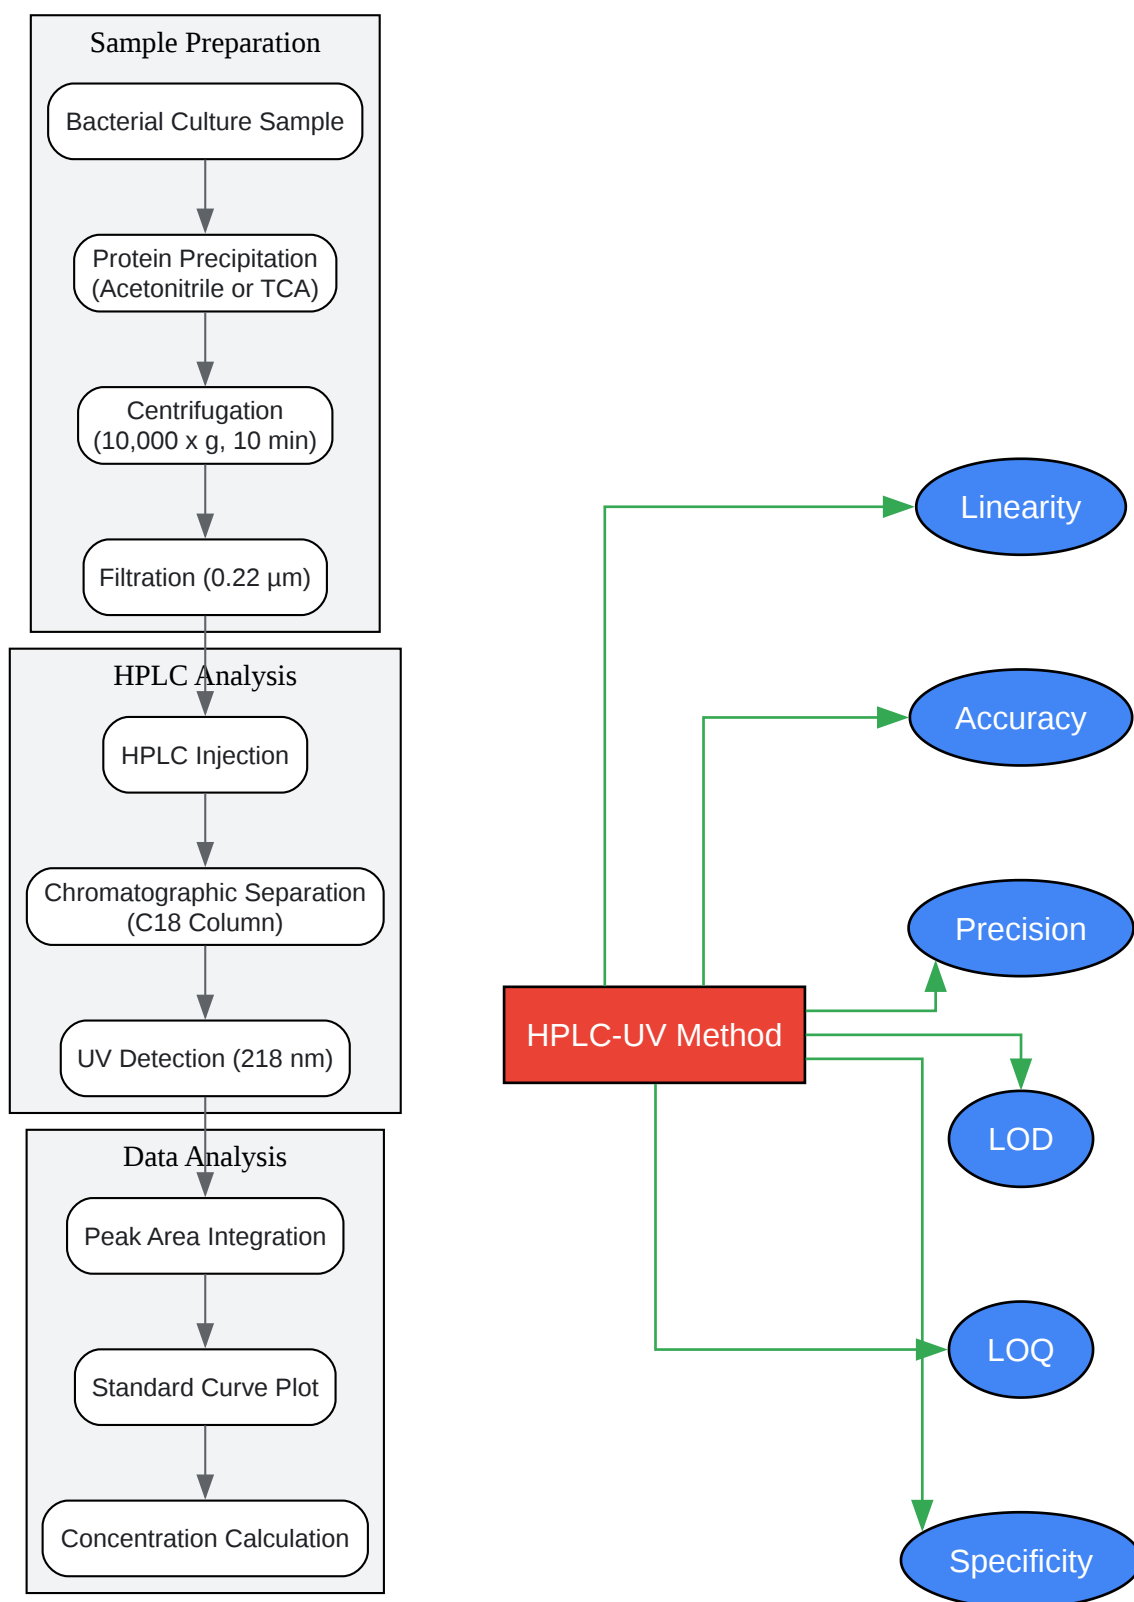 Sample Preparation
Bacterial Culture Sample
Protein Precipitation
(Acetonitrile or TCA)
Centrifugation
(10,000 x g, 10 min)
Filtration (0.22 µm)
HPLC Analysis
HPLC Injection
Chromatographic Separation
(C18 Column)
UV Detection (218 nm)
Data Analysis
Peak Area Integration
Standard Curve Plot
Concentration Calculation
HPLC-UV Method
Linearity
Accuracy
Precision
LOD
LOQ
Specificity